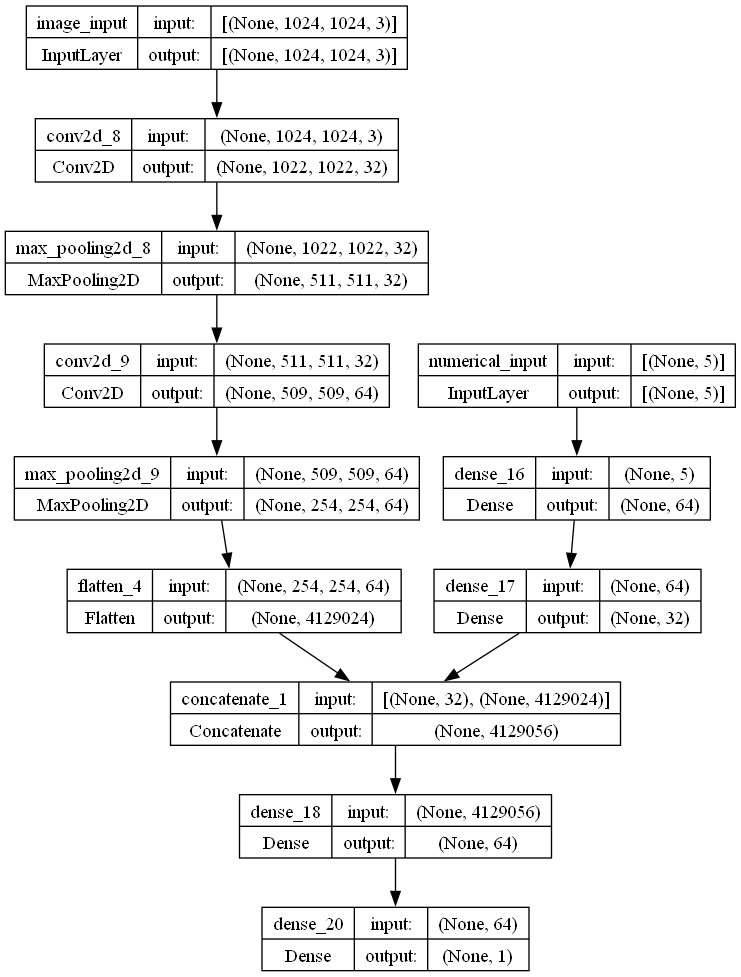 image_input input: [(None, 1024, 1024, 3)]
InputLayer output: [(None, 1024, 1024, 3)]
conv2d_8 input: (None, 1024, 1024, 3)
Conv2D output: (None, 1022, 1022, 32)
max_pooling2d_8 input: (None, 1022, 1022, 32)
MaxPooling2D output: (None, 511, 511, 32)
conv2d_9 input: (None, 511, 511, 32)
Conv2D output: (None, 509, 509, 64)
numerical_input input: [(None, 5)]
InputLayer output: [(None, 5)]
max_pooling2d_9 input: (None, 509, 509, 64)
MaxPooling2D output: (None, 254, 254, 64)
dense_16 input: (None, 5)
Dense output: (None, 64)
flatten_4 input: (None, 254, 254, 64)
Flatten output: (None, 4129024)
dense_17 input: (None, 64)
Dense output: (None, 32)
concatenate_1 input: [(None, 32), (None, 4129024)]
Concatenate output: (None, 4129056)
dense_18 input: (None, 4129056)
Dense output: (None, 64)
dense_20 input: (None, 64)
Dense output: (None, 1)